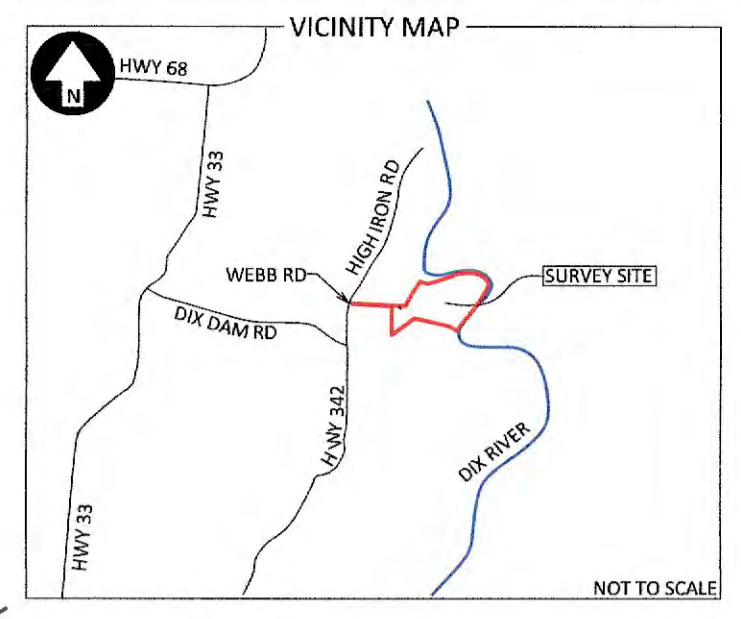 VICINITY MAP
HWY 68
N
HWY 33
HIGH IRON RD
WEBB RD
SURVEY SITE
DIX DAM RD
HWY 342
DIX RIVER
HWY 33
NOT TO SCALE